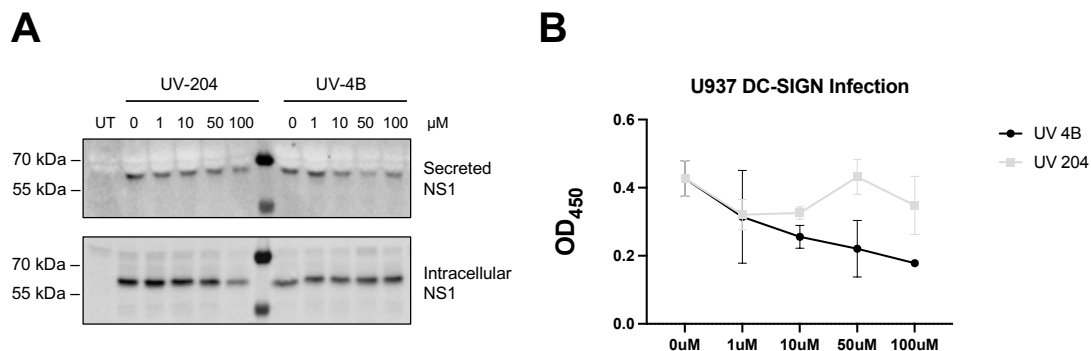 A
UV-204 UV-4B
UT 0 1 10 50 100 0 1 10 50 100 µM
70 kDa –
55 kDa –
Secreted
NS1
70 kDa –
55 kDa –
Intracellular
NS1
B
U937 DC-SIGN Infection
UV 4B
UV 204
OD450
0.6
0.4
0.2
0.0
0uM 1uM 10uM 50uM 100uM